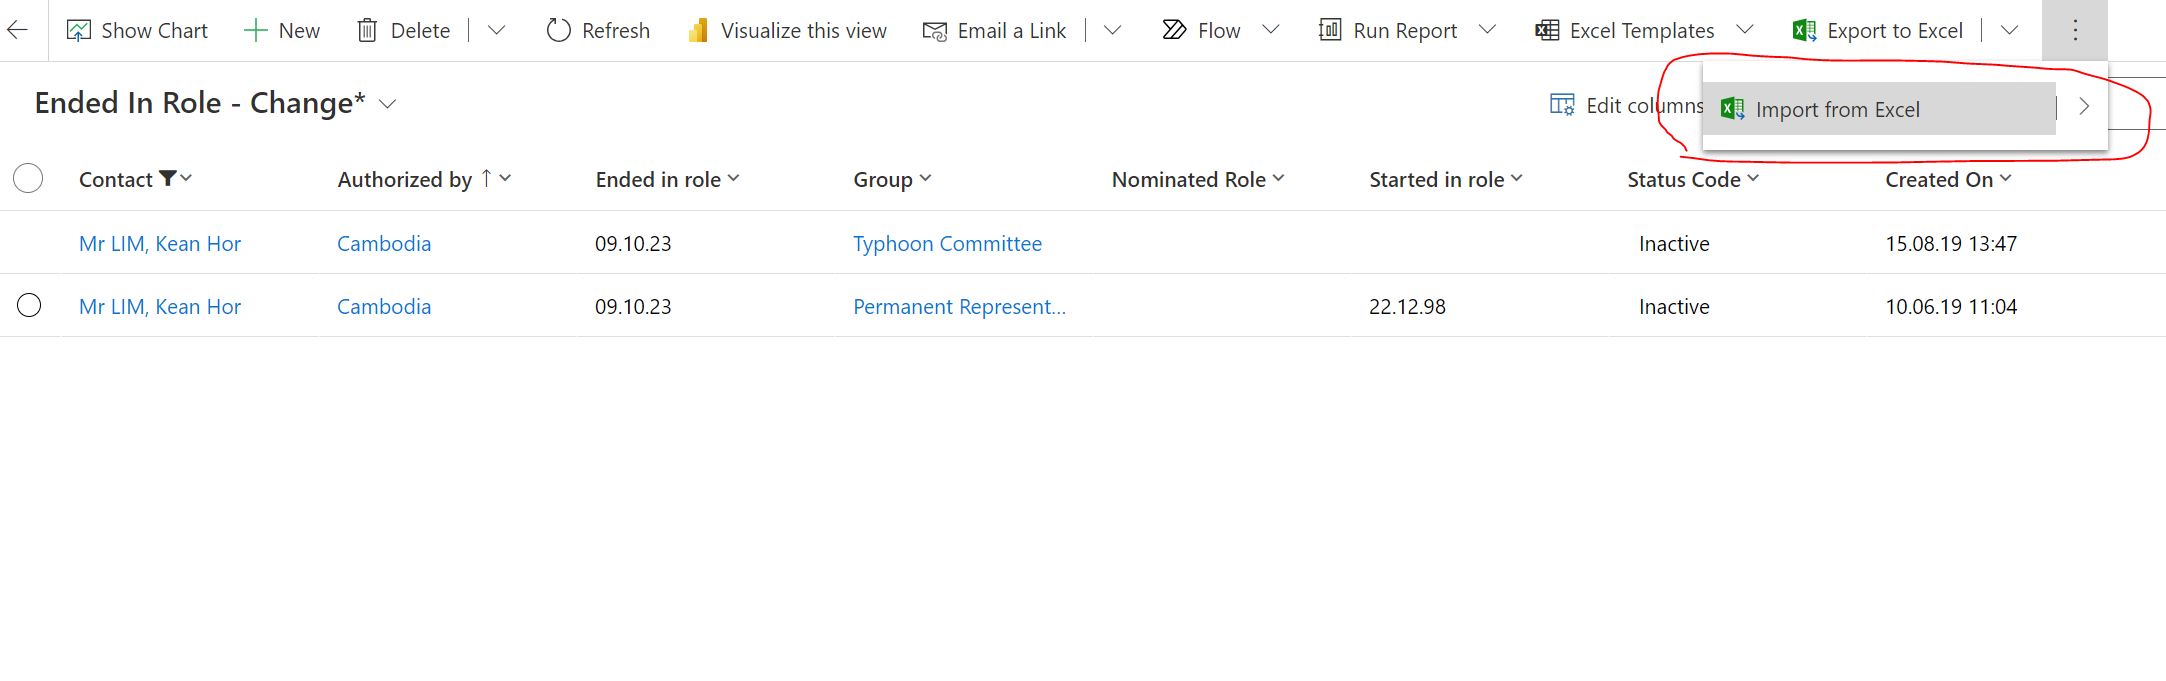 Show Chart New Delete Refresh Visualize this view Email a Link Flow Run Report Excel Templates Export to Excel
Ended In Role - Change* Edit columns Import from Excel
Contact Authorized by Ended in role Group Nominated Role Started in role Status Code Created On
Mr LIM, Kean Hor Cambodia 09.10.23 Typhoon Committee Inactive 15.08.19 13:47
Mr LIM, Kean Hor Cambodia 09.10.23 Permanent Represent... 22.12.98 Inactive 10.06.19 11:04